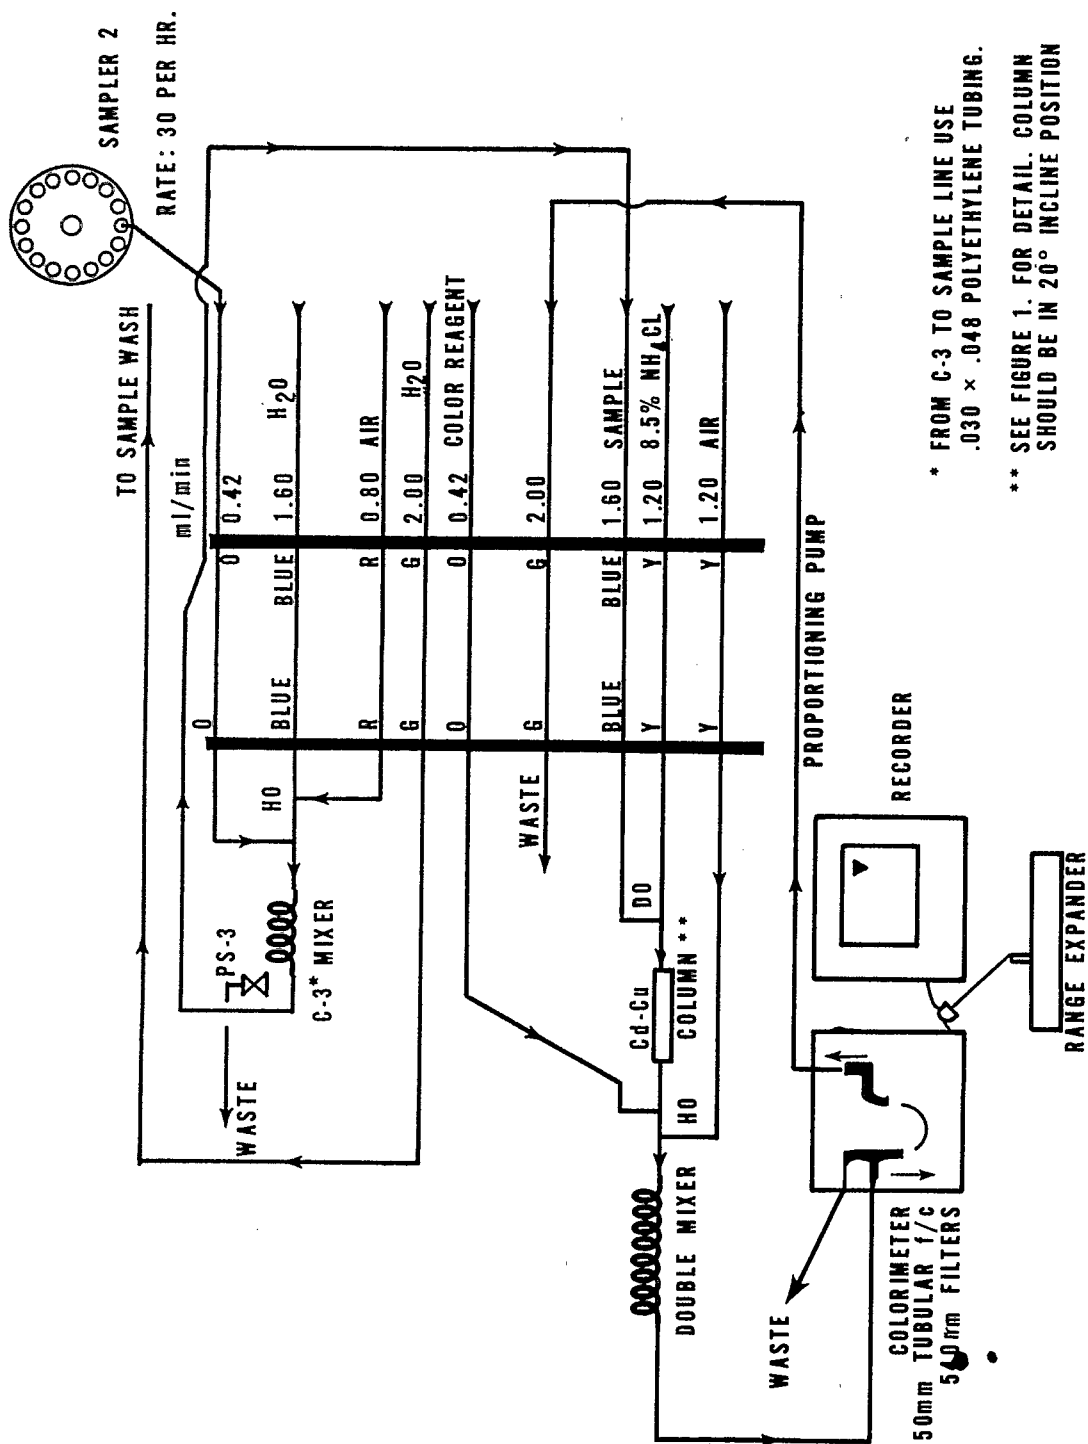 SAMPLER 2
RATE: 30 PER HR.
TO SAMPLE WASH
ml/min
O O 0.42
BLUE BLUE 1.60 H2O
R R 0.80 AIR
G G 2.00 H2O
O O 0.42 COLOR REAGENT
G G 2.00
BLUE BLUE 1.60 SAMPLE
Y Y 1.20 8.5% NH4CL
Y Y 1.20 AIR
HO
PS-3
C-3* MIXER
WASTE
WASTE
DO
Cd-Cu
COLUMN **
HO
DOUBLE MIXER
PROPORTIONING PUMP
WASTE
RECORDER
COLORIMETER
50mm TUBULAR f/c
540nm FILTERS
RANGE EXPANDER
* FROM C-3 TO SAMPLE LINE USE
.030 × .048 POLYETHYLENE TUBING.
** SEE FIGURE 1. FOR DETAIL. COLUMN
SHOULD BE IN 20° INCLINE POSITION